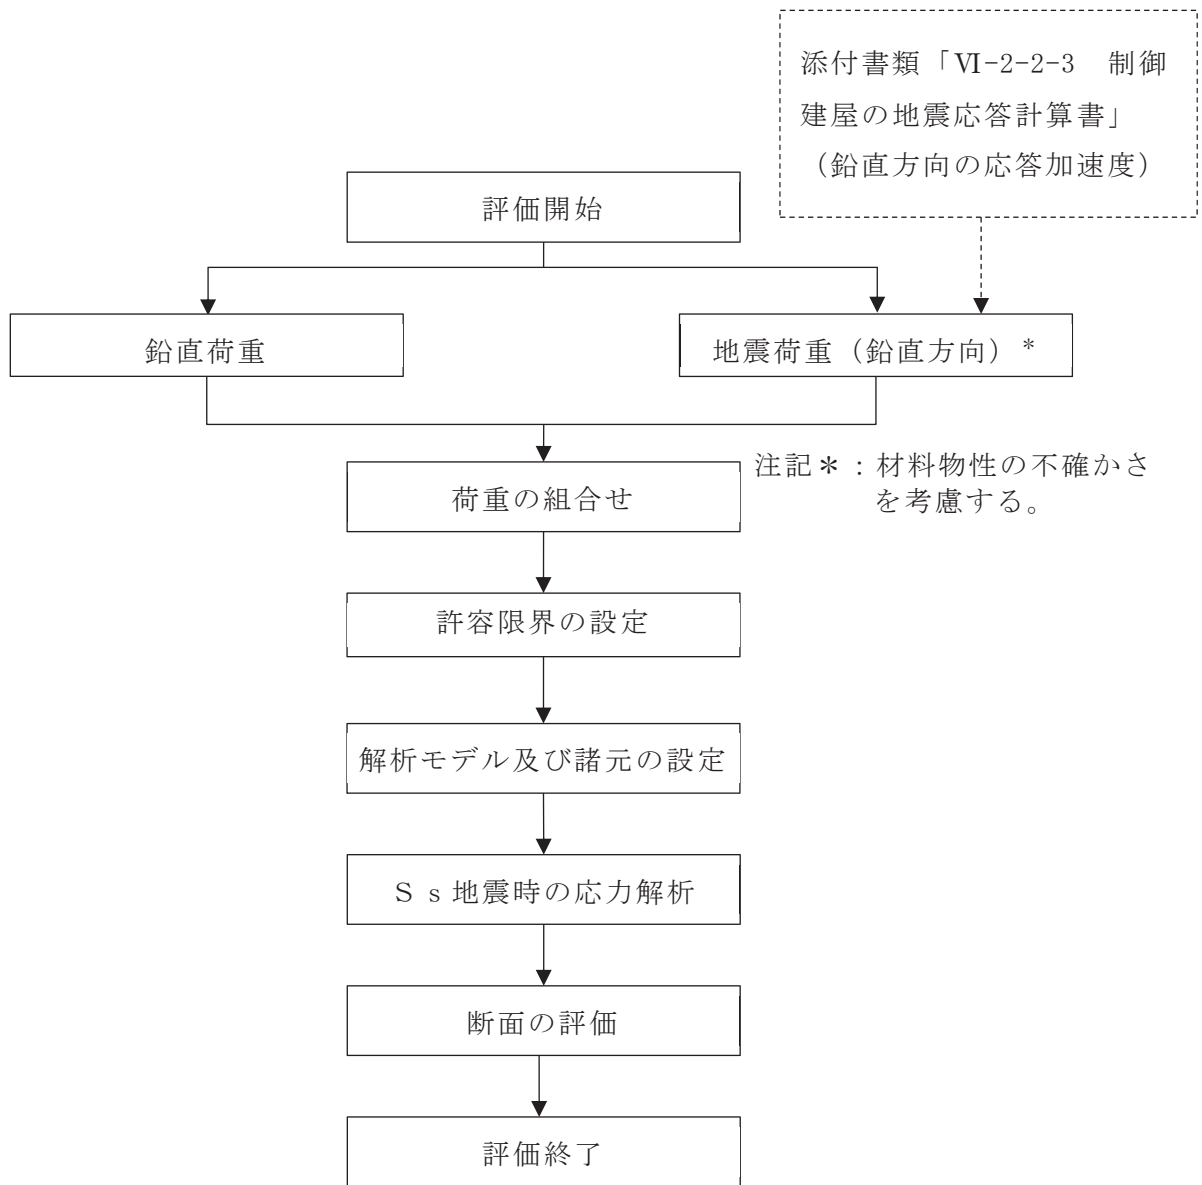 添付書類「Ⅵ-2-2-3　制御
建屋の地震応答計算書」
（鉛直方向の応答加速度）
評価開始
鉛直荷重
地震荷重（鉛直方向）*
注記＊：材料物性の不確かさ
を考慮する。
荷重の組合せ
許容限界の設定
解析モデル及び諸元の設定
Ｓｓ地震時の応力解析
断面の評価
評価終了